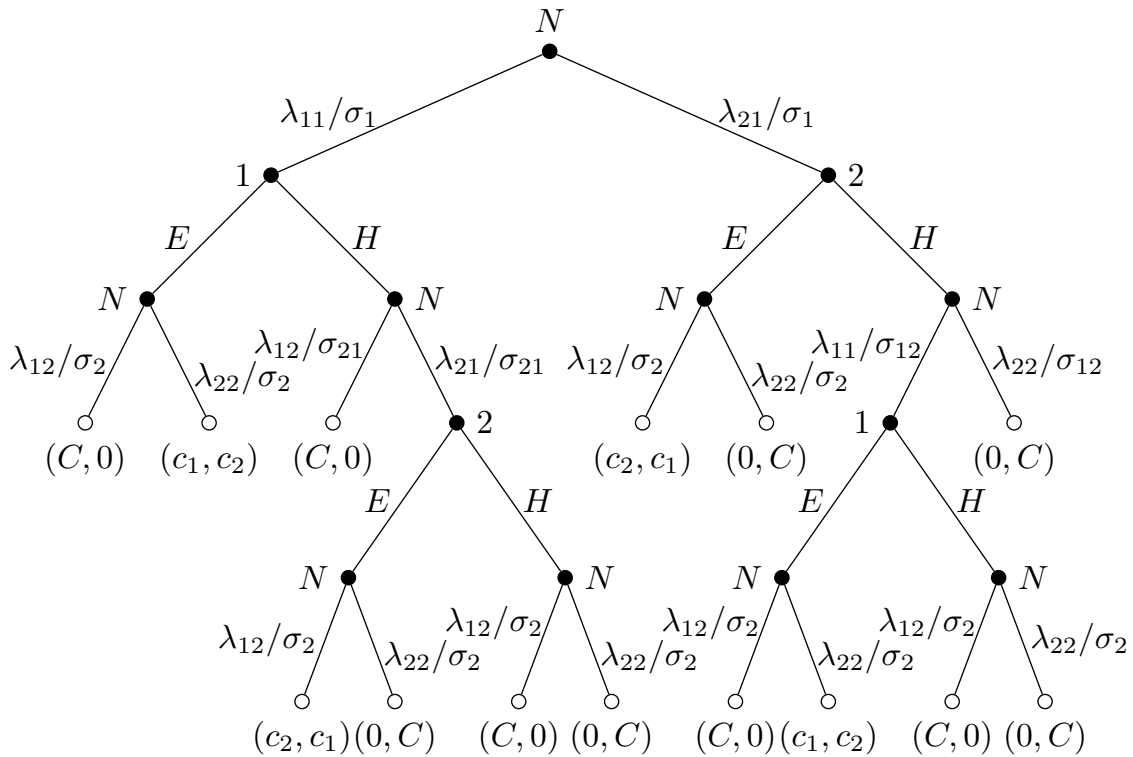 N
λ₁₁/σ₁ λ₂₁/σ₁
1 2
E H E H
N N N N
λ₁₂/σ₂ λ₂₂/σ₂ λ₁₂/σ₂₁ λ₂₁/σ₂₁ λ₁₂/σ₂ λ₂₂/σ₂ λ₁₁/σ₁₂ λ₂₂/σ₁₂
2 1
(C, 0) (c₁, c₂) (C, 0) (c₂, c₁) (0, C) (0, C)
E H E H
N N N N
λ₁₂/σ₂ λ₂₂/σ₂ λ₁₂/σ₂ λ₂₂/σ₂ λ₁₂/σ₂ λ₂₂/σ₂ λ₁₂/σ₂ λ₂₂/σ₂
(c₂, c₁) (0, C) (C, 0) (0, C) (C, 0) (c₁, c₂) (C, 0) (0, C)